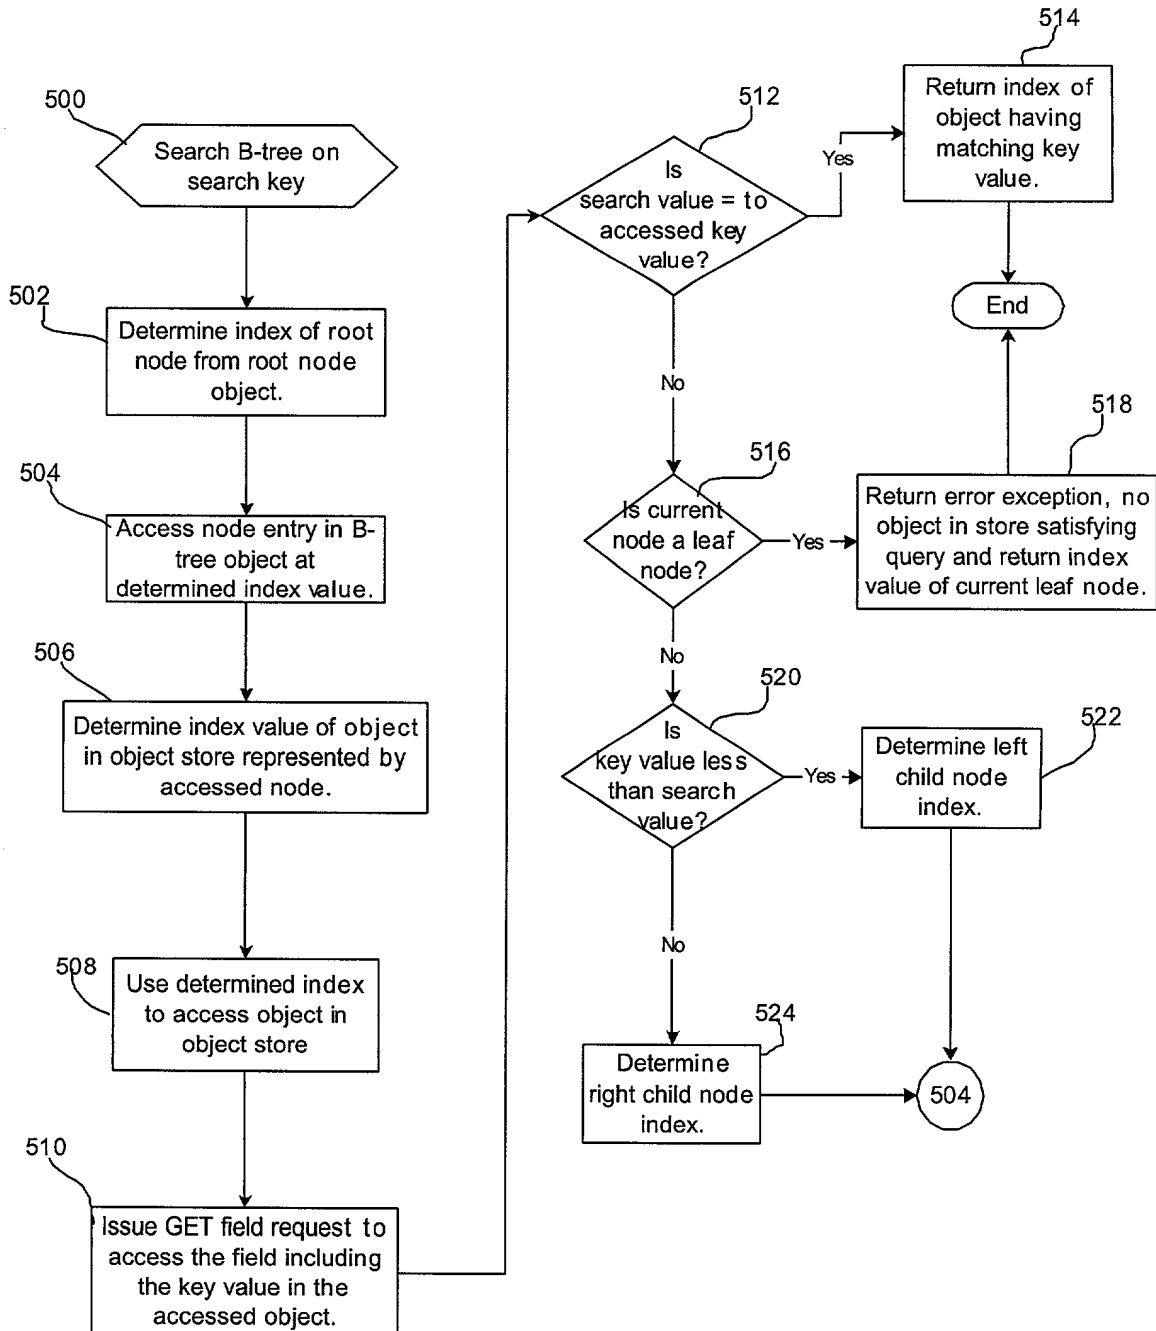 500
Search B-tree on
search key
502
Determine index of root
node from root node
object.
504
Access node entry in B-
tree object at
determined index value.
506
Determine index value of object
in object store represented by
accessed node.
508
Use determined index
to access object in
object store
510
Issue GET field request to
access the field including
the key value in the
accessed object.
512
Is
search value = to
accessed key
value?
Yes
514
Return index of
object having
matching key
value.
End
No
516
Is current
node a leaf
node?
Yes
518
Return error exception, no
object in store satisfying
query and return index
value of current leaf node.
No
520
Is
key value less
than search
value?
Yes
522
Determine left
child node
index.
No
524
Determine
right child node
index.
504